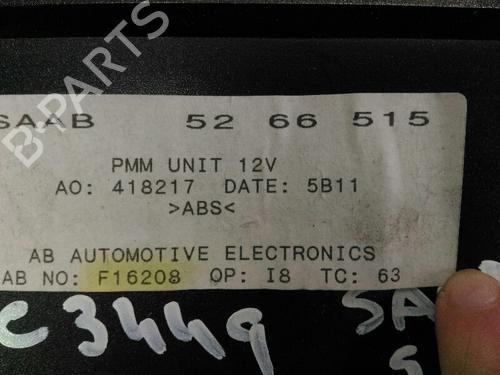 SAAB 52 66 515
PMM UNIT 12V
AO: 418217 DATE: 5B11
>ABS<
AB AUTOMOTIVE ELECTRONICS
AB NO: F16208 OP: I8 TC: 63
C3449 SA
B-PARTS